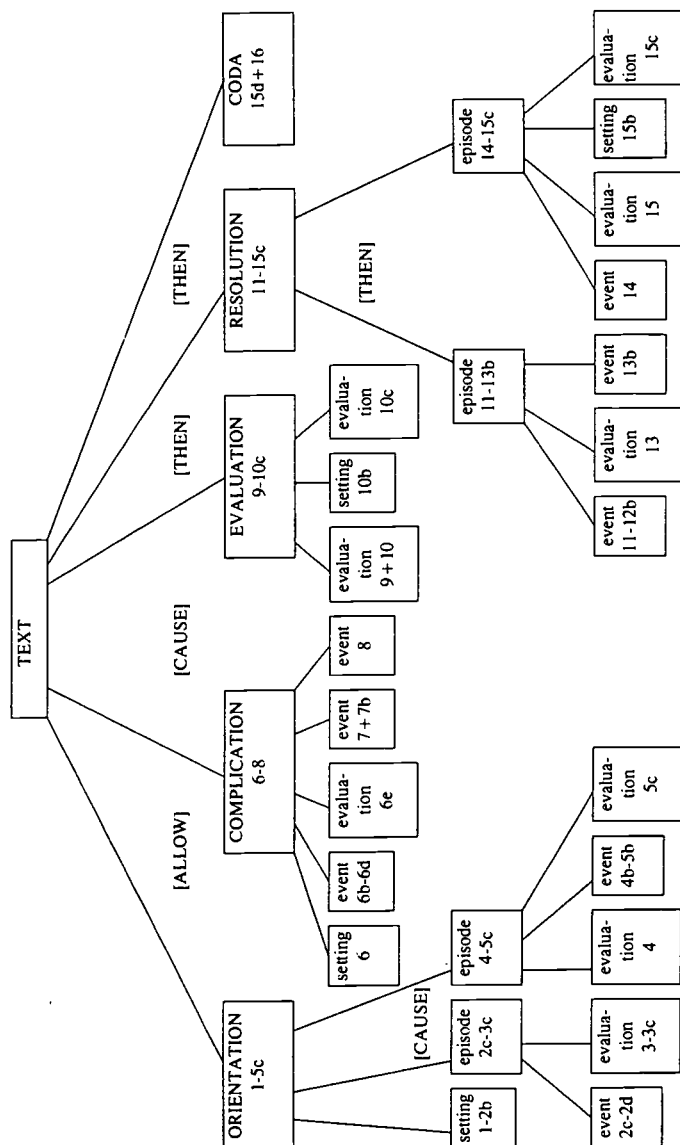 TEXT
[ALLOW]
[CAUSE]
[THEN]
[THEN]
ORIENTATION
1-5c
COMPLICATION
6-8
EVALUATION
9-10c
RESOLUTION
11-15c
CODA
15d+16
setting
6
event
6b-6d
evalua-
tion 6e
event
7+7b
event
8
evalua-
tion
9+10
setting
10b
evalua-
tion 10c
[CAUSE]
[THEN]
setting
1-2b
episode
2c-3c
episode
4-5c
episode
11-13b
episode
14-15c
event
2c-2d
evalua-
tion
3-3c
evalua-
tion
4
event
4b-5b
evalua-
tion
5c
event
11-12b
evalua-
tion
13
event
13b
event
14
evalua-
tion
15
setting
15b
evalua-
tion
15c